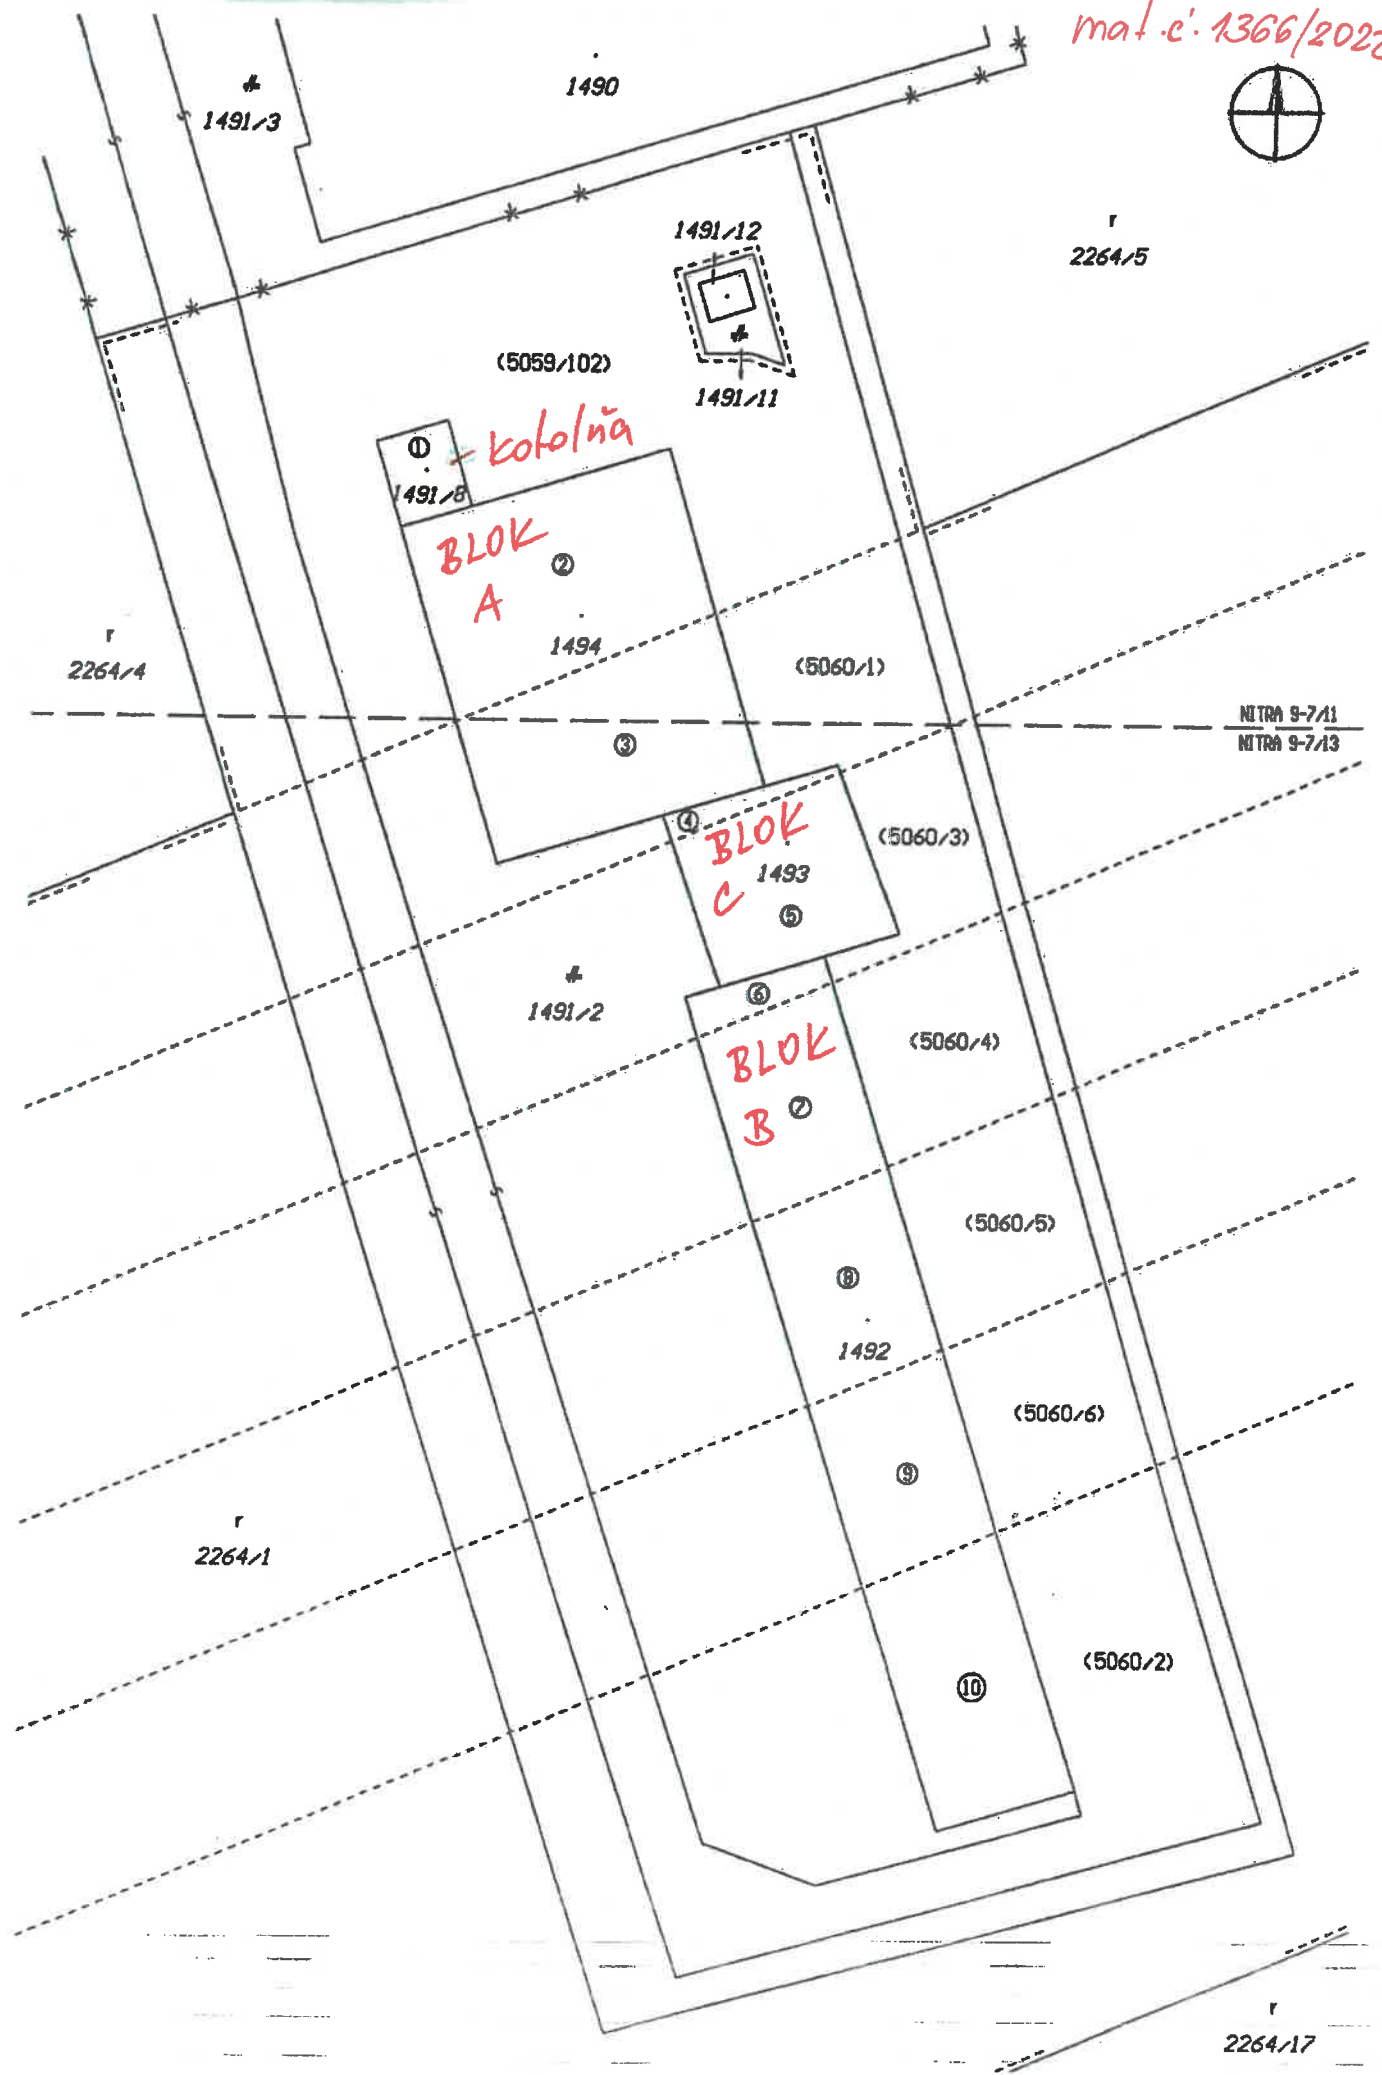 mat.č. 1366/202
1490
1491/3
r
2264/5
1491/12
(5059/102)
1491/11
①
kotolňa
1491/8
BLOK
A
②
1494
r
2264/4
(5060/1)
NITRA 9-7/11
NITRA 9-7/13
③
④
BLOK
C
1493
(5060/3)
⑤
1491/2
⑥
BLOK
B
⑦
(5060/4)
(5060/5)
⑧
1492
(5060/6)
⑨
r
2264/1
(5060/2)
⑩
r
2264/17